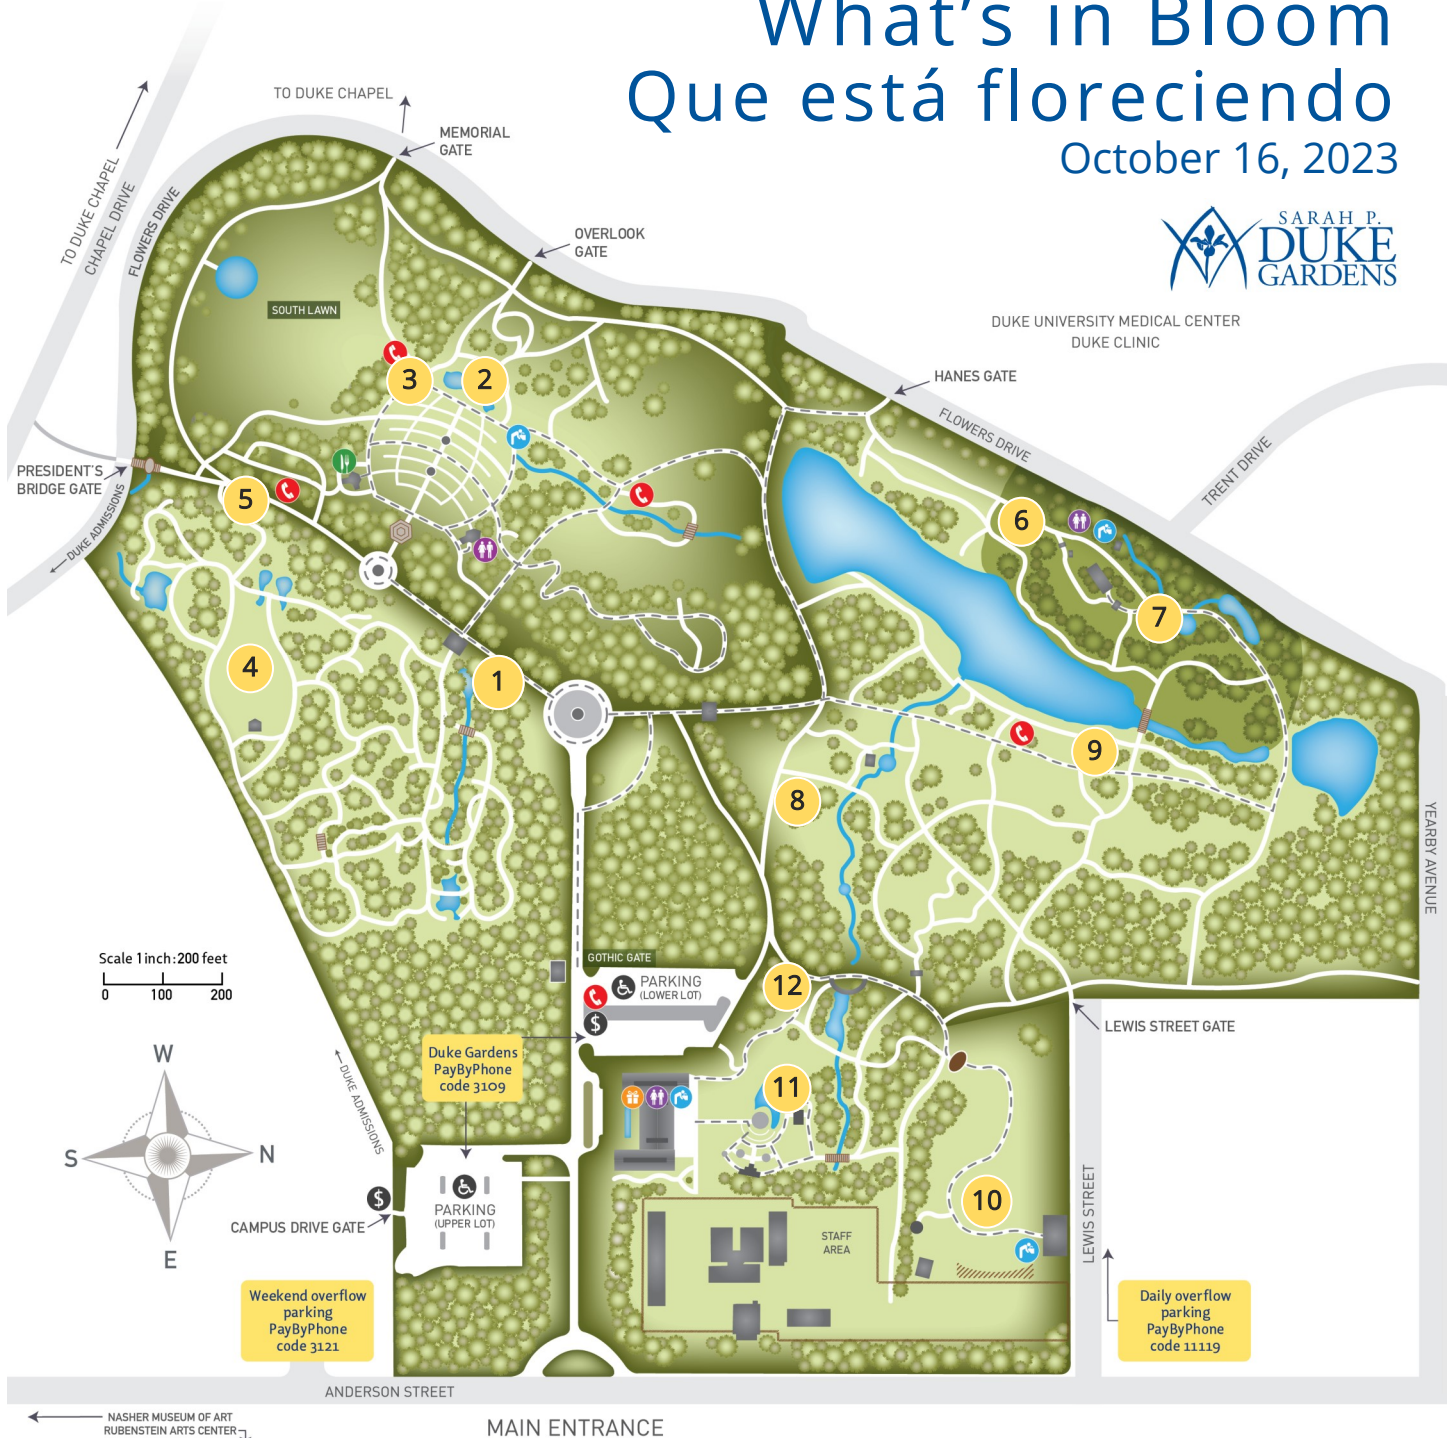 What's in Bloom
Que está floreciendo
October 16, 2023
SARAH P.
DUKE
GARDENS
TO DUKE CHAPEL
MEMORIAL
GATE
TO DUKE CHAPEL
CHAPEL DRIVE
FLOWERS DRIVE
OVERLOOK
GATE
SOUTH LAWN
DUKE UNIVERSITY MEDICAL CENTER
DUKE CLINIC
HANES GATE
FLOWERS DRIVE
TRENT DRIVE
3
2
PRESIDENT'S
BRIDGE GATE
DUKE ADMISSIONS
5
6
7
4
1
9
8
YEARBY AVENUE
Scale 1 inch : 200 feet
0 100 200
GOTHIC GATE
PARKING
(LOWER LOT)
$
12
LEWIS STREET GATE
Duke Gardens
PayByPhone
code 3109
DUKE ADMISSIONS
11
W
S
N
E
10
LEWIS STREET
$
PARKING
(UPPER LOT)
CAMPUS DRIVE GATE
STAFF
AREA
Weekend overflow
parking
PayByPhone
code 3121
Daily overflow
parking
PayByPhone
code 11119
ANDERSON STREET
NASHER MUSEUM OF ART
RUBENSTEIN ARTS CENTER
MAIN ENTRANCE